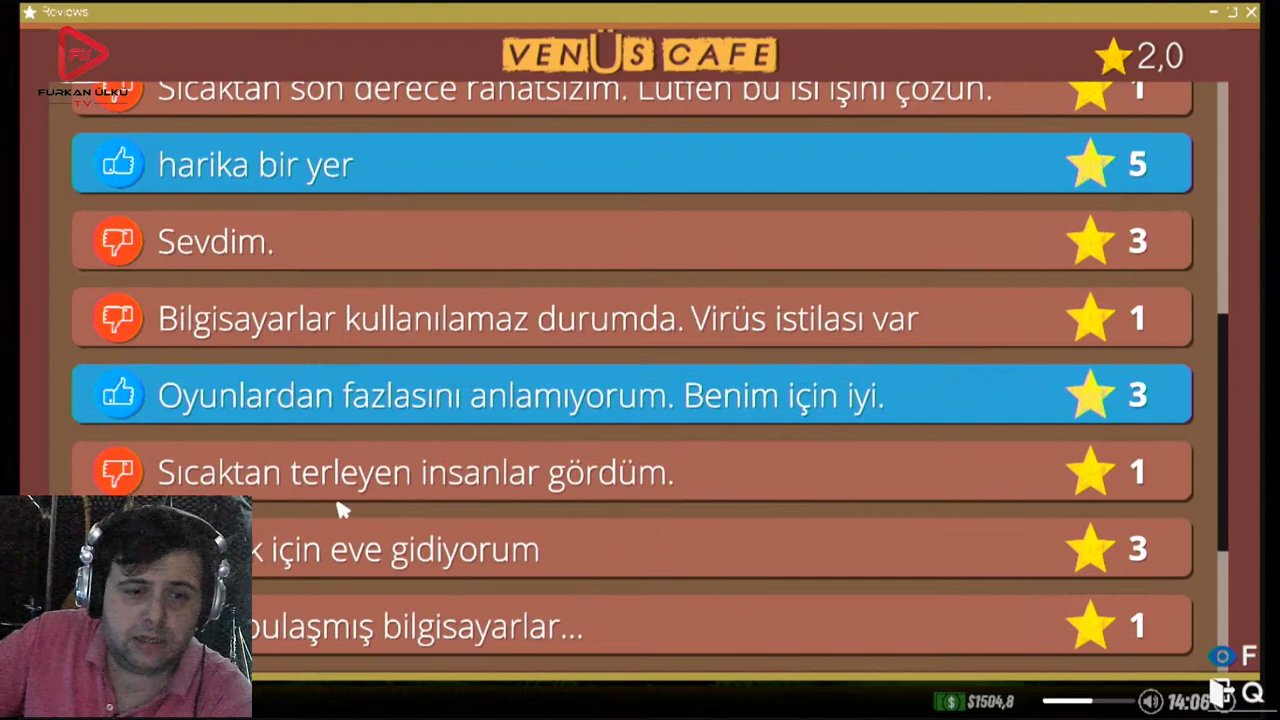 Reviews
FU
FURKAN ÜLKÜ
TV
VENÜS CAFE
2,0
Sıcaktan son derece rahatsızım. Lütfen bu ısı işini çözün.
1
harika bir yer
5
Sevdim.
3
Bilgisayarlar kullanılamaz durumda. Virüs istilası var
1
Oyunlardan fazlasını anlamıyorum. Benim için iyi.
3
Sıcaktan terleyen insanlar gördüm.
1
için eve gidiyorum
3
bulaşmış bilgisayarlar...
1
F
$1504,8
14:06
Q